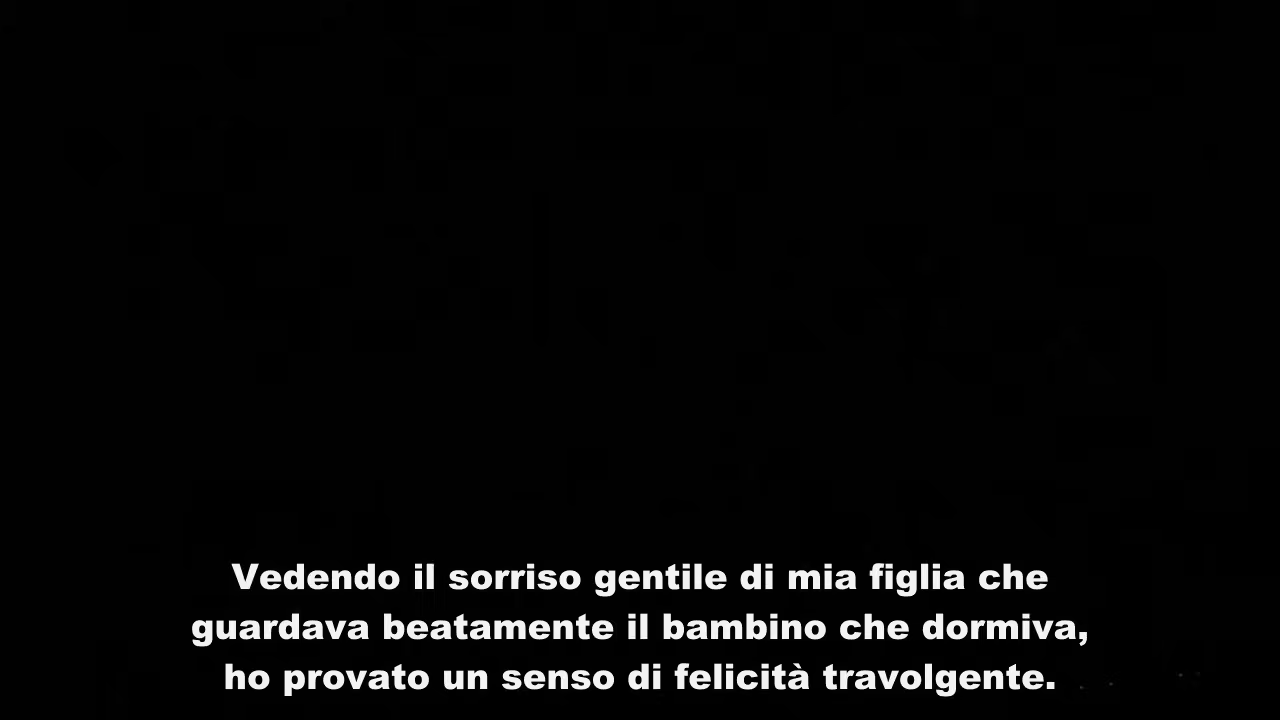 Vedendo il sorriso gentile di mia figlia che
guardava beatamente il bambino che dormiva,
ho provato un senso di felicità travolgente.